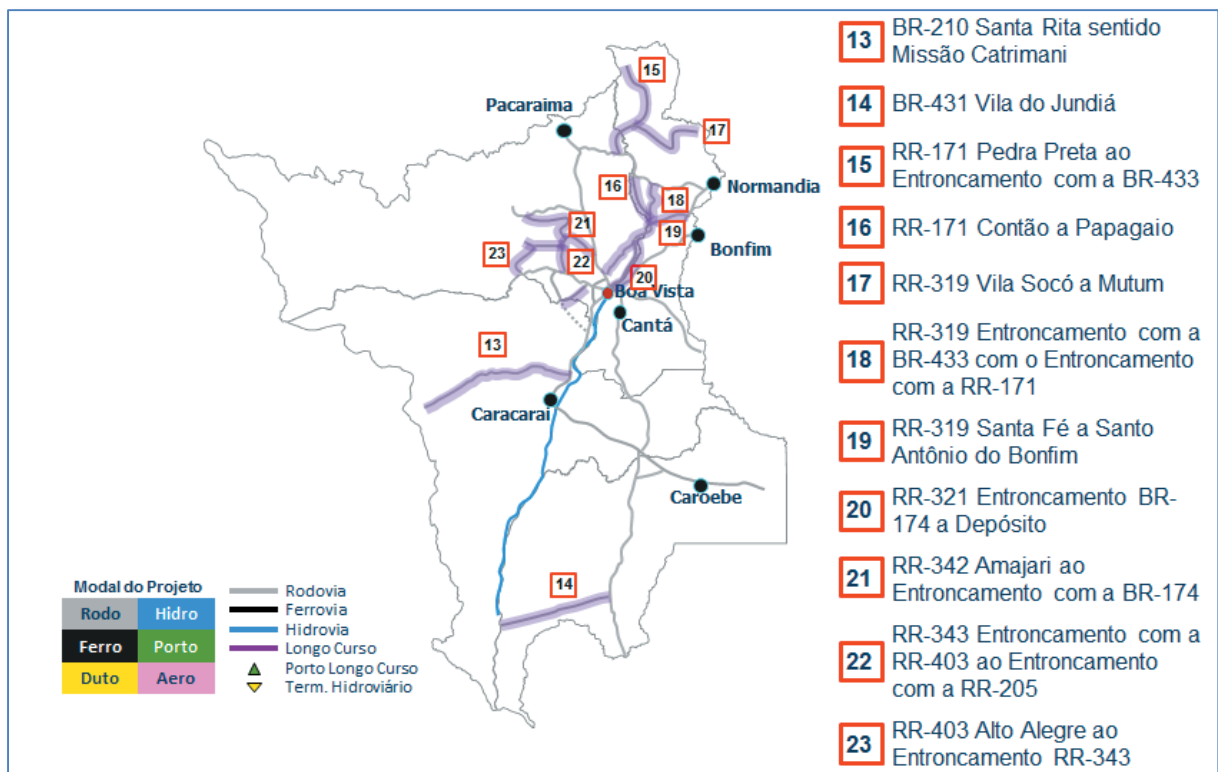 15
Pacaraima
17
16
Normandia
18
21
19
23
Bonfim
22
20
Boa Vista
Cantá
13
Caracarai
Caroebe
14
Modal do Projeto
Rodo
Hidro
Ferro
Porto
Duto
Aero
Rodovia
Ferrovia
Hidrovia
Longo Curso
Porto Longo Curso
Term. Hidroviário
13
BR-210 Santa Rita sentido
Missão Catrimani
14
BR-431 Vila do Jundiá
15
RR-171 Pedra Preta ao
Entroncamento com a BR-433
16
RR-171 Contão a Papagaio
17
RR-319 Vila Socó a Mutum
18
RR-319 Entroncamento com a
BR-433 com o Entroncamento
com a RR-171
19
RR-319 Santa Fé a Santo
Antônio do Bonfim
20
RR-321 Entroncamento BR-
174 a Depósito
21
RR-342 Amajari ao
Entroncamento com a BR-174
22
RR-343 Entroncamento com a
RR-403 ao Entroncamento
com a RR-205
23
RR-403 Alto Alegre ao
Entroncamento RR-343